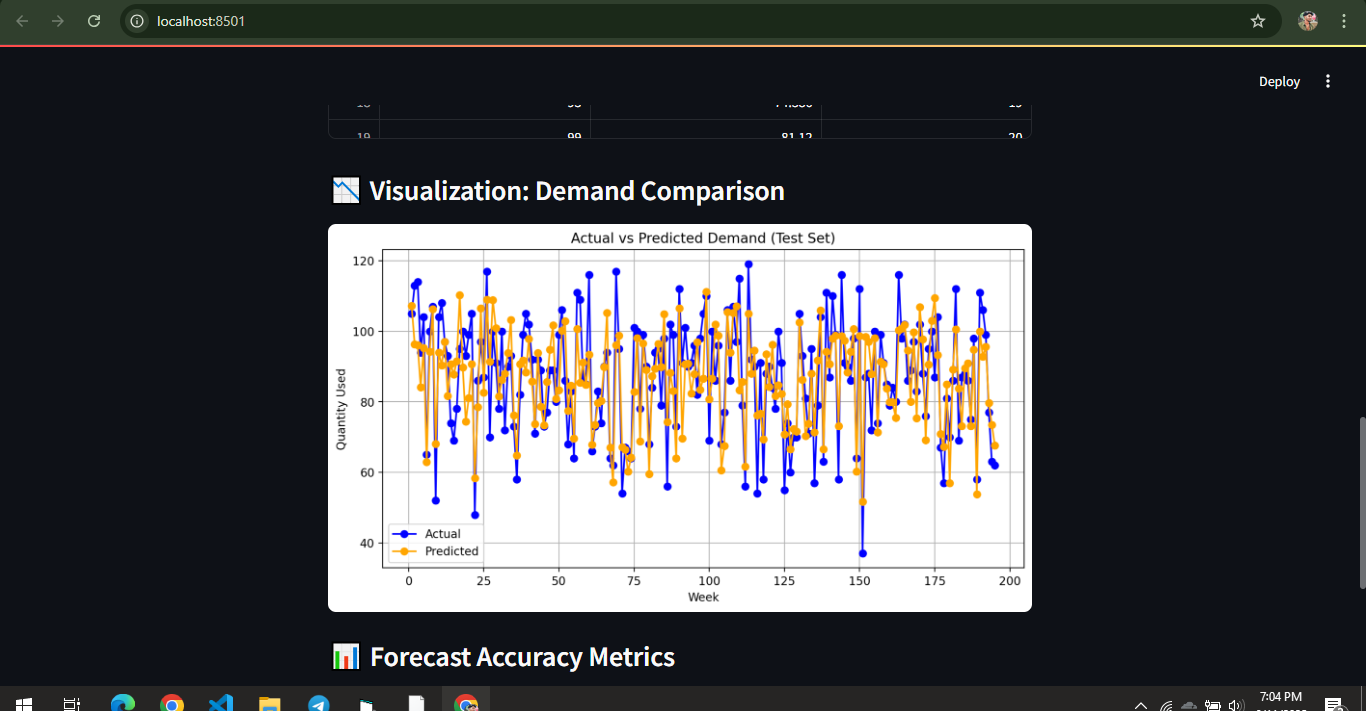 localhost:8501
Deploy
19 99 81.12 20
Visualization: Demand Comparison
Actual vs Predicted Demand (Test Set)
120
100
80
60
40
Quantity Used
Actual
Predicted
0 25 50 75 100 125 150 175 200
Week
Forecast Accuracy Metrics
7:04 PM